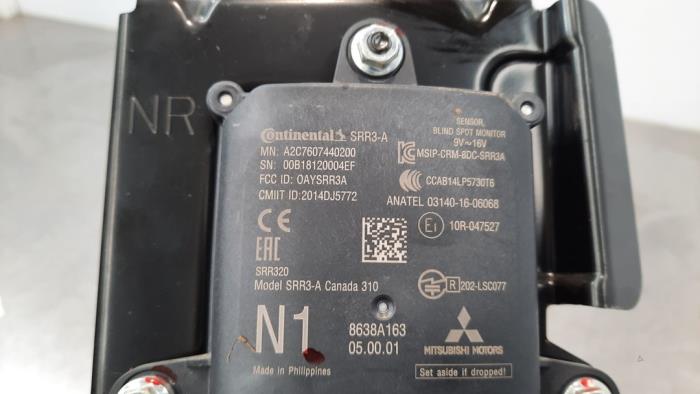 NR
Continental SRR3-A
MN: A2C7607440200
SN: 00B18120004EF
FCC ID: OAYSRR3A
CMIIT ID:2014DJ5772
SENSOR,
BLIND SPOT MONITOR
9V~16V
MSIP-CRM-8DC-SRR3A
CCAB14LP5730T6
ANATEL 03140-16-06068
E1 10R-047527
CE
EAC
SRR320
Model SRR3-A Canada 310
R 202-LSC077
N1
8638A163
05.00.01
Made in Philippines
MITSUBISHI MOTORS
Set aside if dropped!